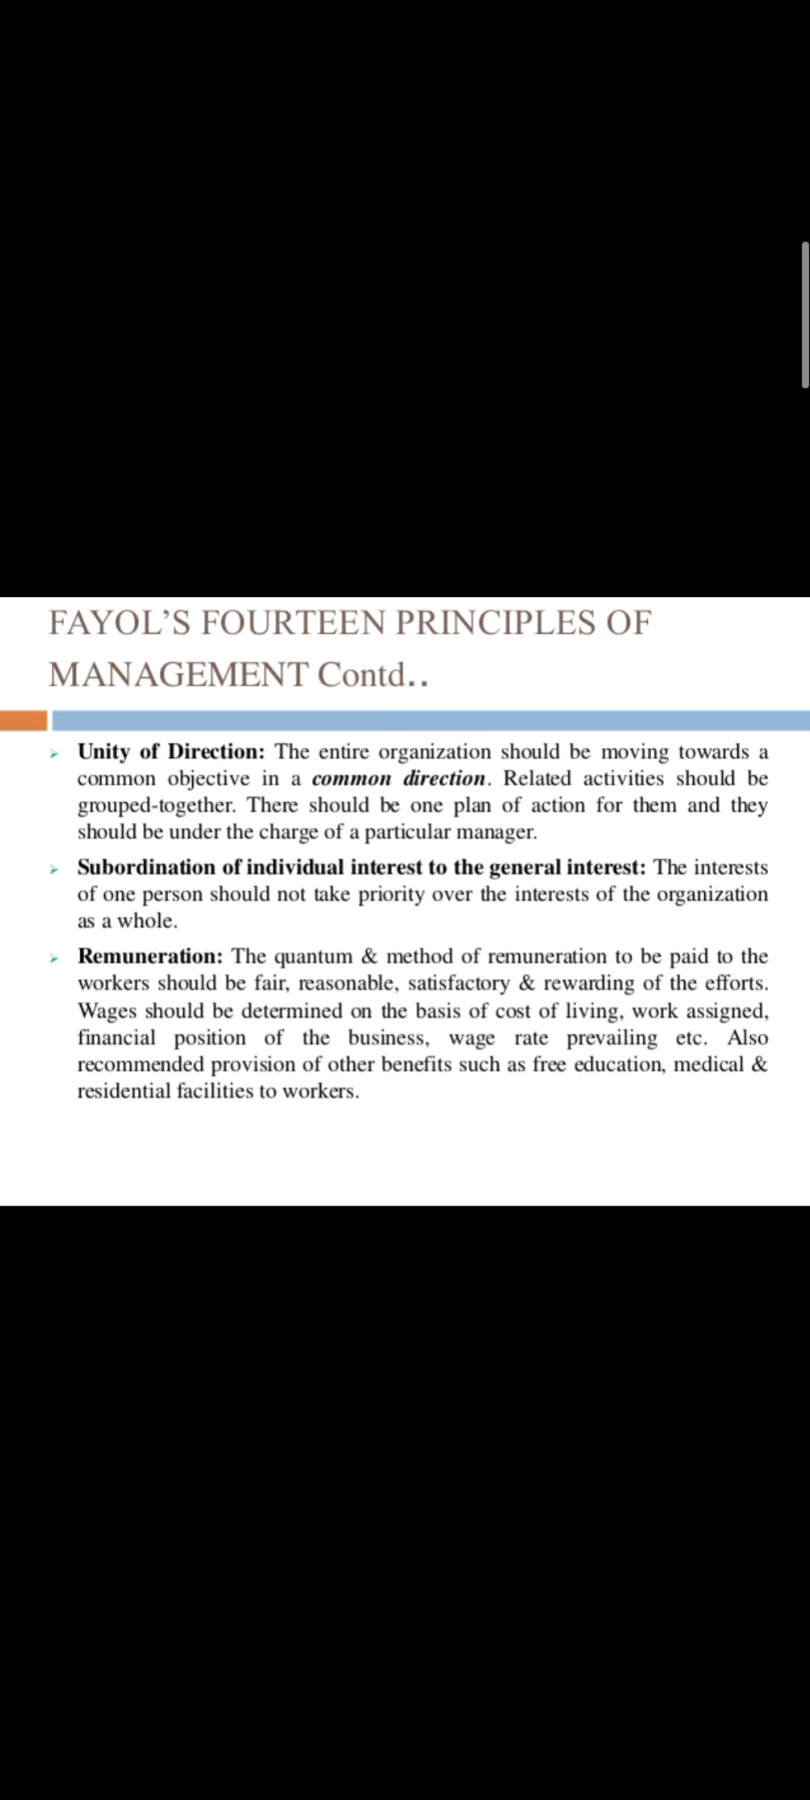 FAYOL'S FOURTEEN PRINCIPLES OF
MANAGEMENT Contd..
➢ Unity of Direction: The entire organization should be moving towards a
common objective in a common direction. Related activities should be
grouped-together. There should be one plan of action for them and they
should be under the charge of a particular manager.
➢ Subordination of individual interest to the general interest: The interests
of one person should not take priority over the interests of the organization
as a whole.
➢ Remuneration: The quantum & method of remuneration to be paid to the
workers should be fair, reasonable, satisfactory & rewarding of the efforts.
Wages should be determined on the basis of cost of living, work assigned,
financial position of the business, wage rate prevailing etc. Also
recommended provision of other benefits such as free education, medical &
residential facilities to workers.